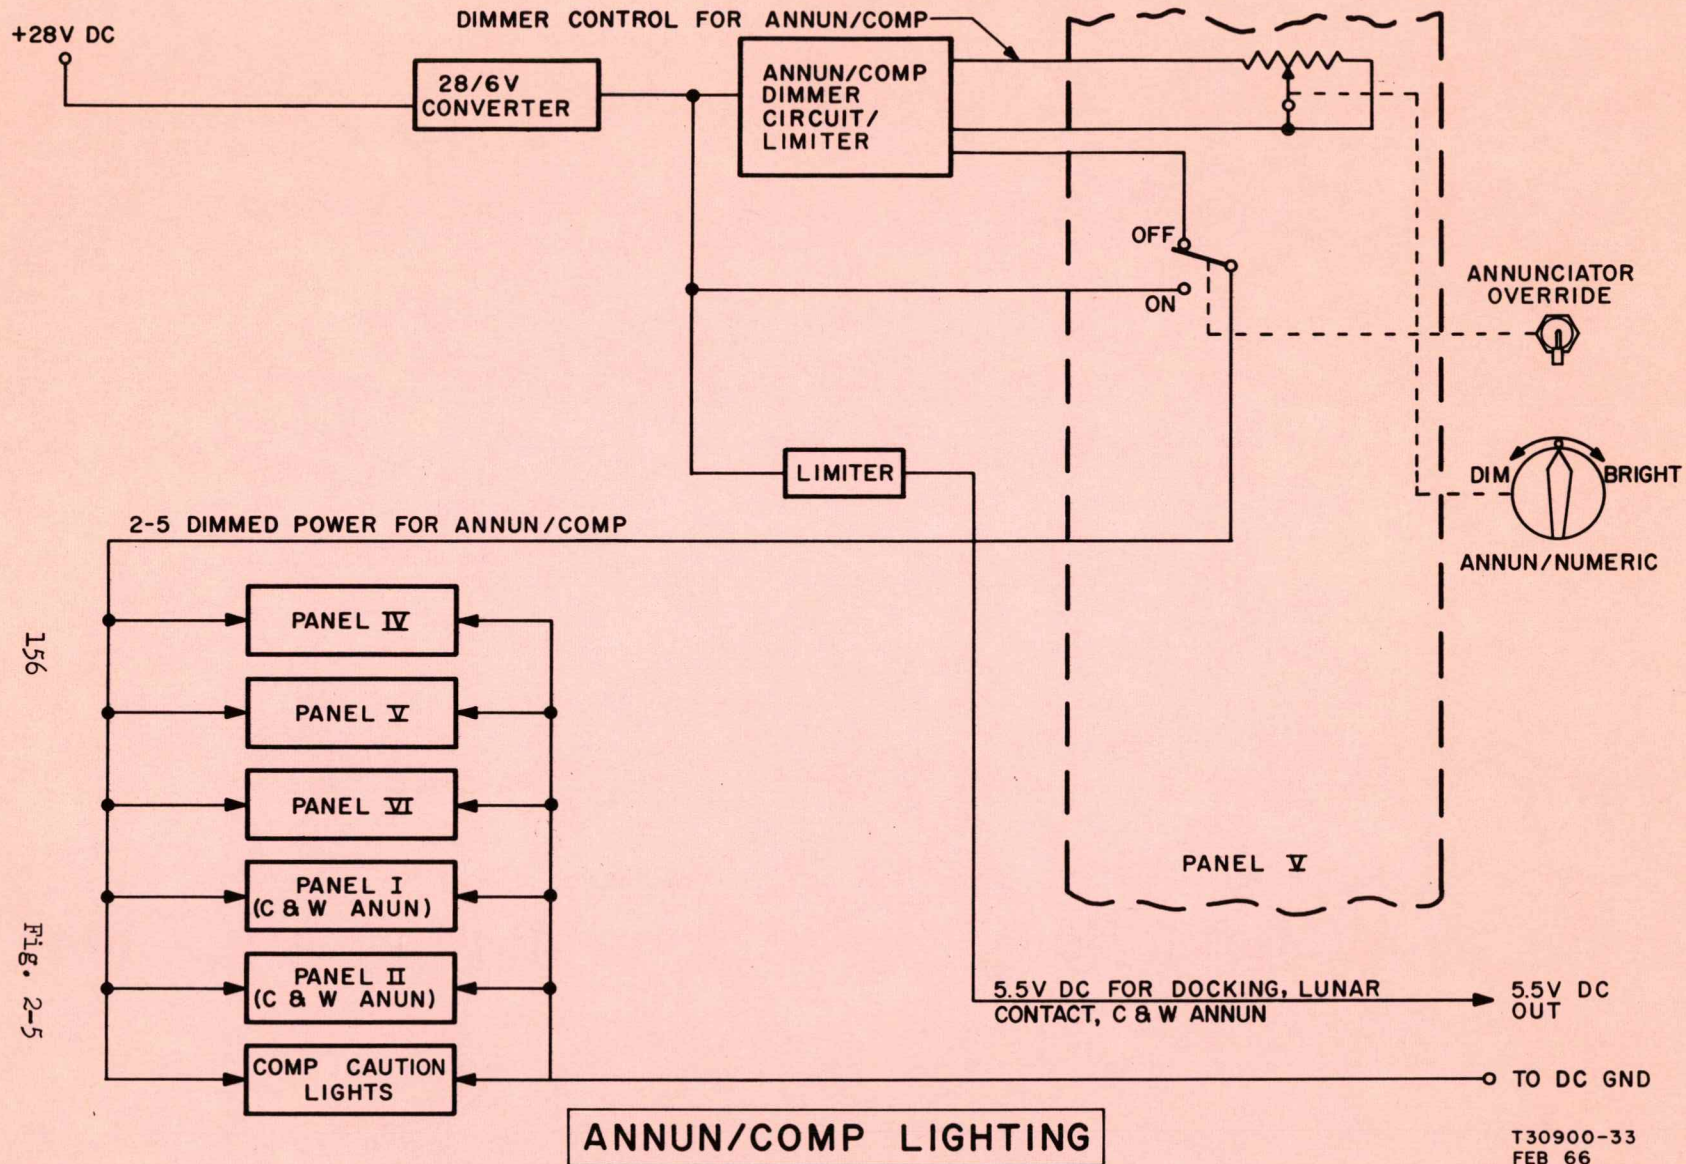 DIMMER CONTROL FOR ANNUN/COMP
+28V DC
28/6V
CONVERTER
ANNUN/COMP
DIMMER
CIRCUIT/
LIMITER
OFF
ON
ANNUNCIATOR
OVERRIDE
LIMITER
DIM
BRIGHT
ANNUN/NUMERIC
2-5 DIMMED POWER FOR ANNUN/COMP
PANEL IV
PANEL V
PANEL VI
PANEL I
(C & W ANUN)
PANEL II
(C & W ANUN)
COMP CAUTION
LIGHTS
PANEL V
5.5V DC FOR DOCKING, LUNAR
CONTACT, C & W ANNUN
5.5V DC
OUT
TO DC GND
ANNUN/COMP LIGHTING
T30900-33
FEB 66
156
Fig. 2-5